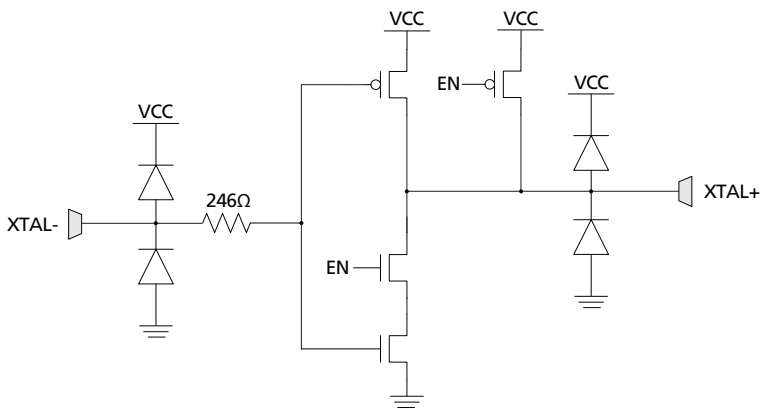 VCC
VCC
EN
VCC
VCC
246Ω
XTAL-
XTAL+
EN